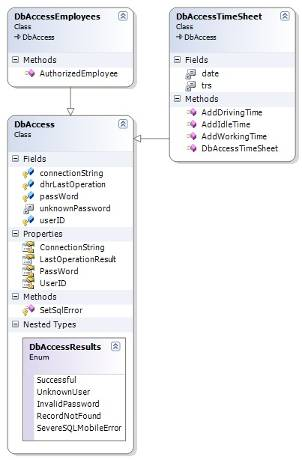 DbAccessEmployees
Class
DbAccess
Methods
AuthorizedEmployee
DbAccessTimeSheet
Class
DbAccess
Fields
date
trs
Methods
AddDrivingTime
AddIdleTime
AddWorkingTime
DbAccessTimeSheet
DbAccess
Class
Fields
connectionString
dhrLastOperation
passWord
unknownPassword
userID
Properties
ConnectionString
LastOperationResult
PassWord
UserID
Methods
SetSqlError
Nested Types
DbAccessResults
Enum
Successful
UnknownUser
InvalidPassword
RecordNotFound
SevereSQLMobileError